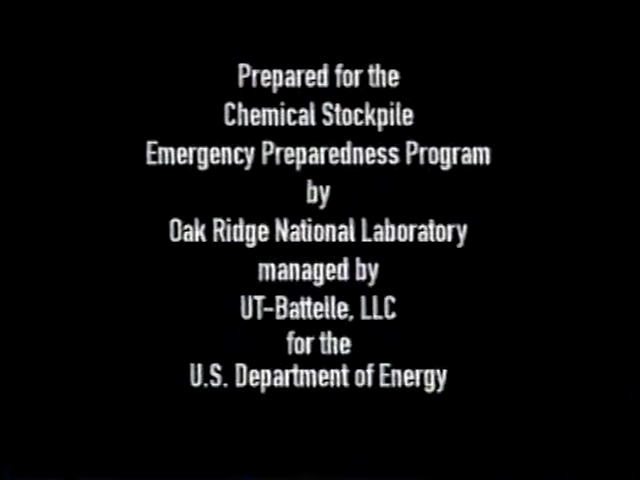 Prepared for the
Chemical Stockpile
Emergency Preparedness Program
by
Oak Ridge National Laboratory
managed by
UT-Battelle, LLC
for the
U.S. Department of Energy